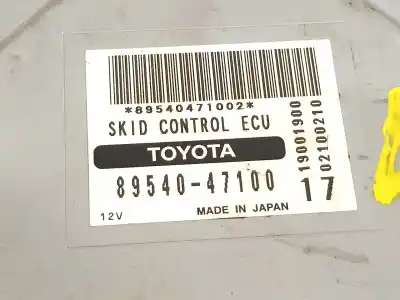 *89540471002*
SKID CONTROL ECU
TOYOTA
89540-47100
17
12V
MADE IN JAPAN
19001900
02100210